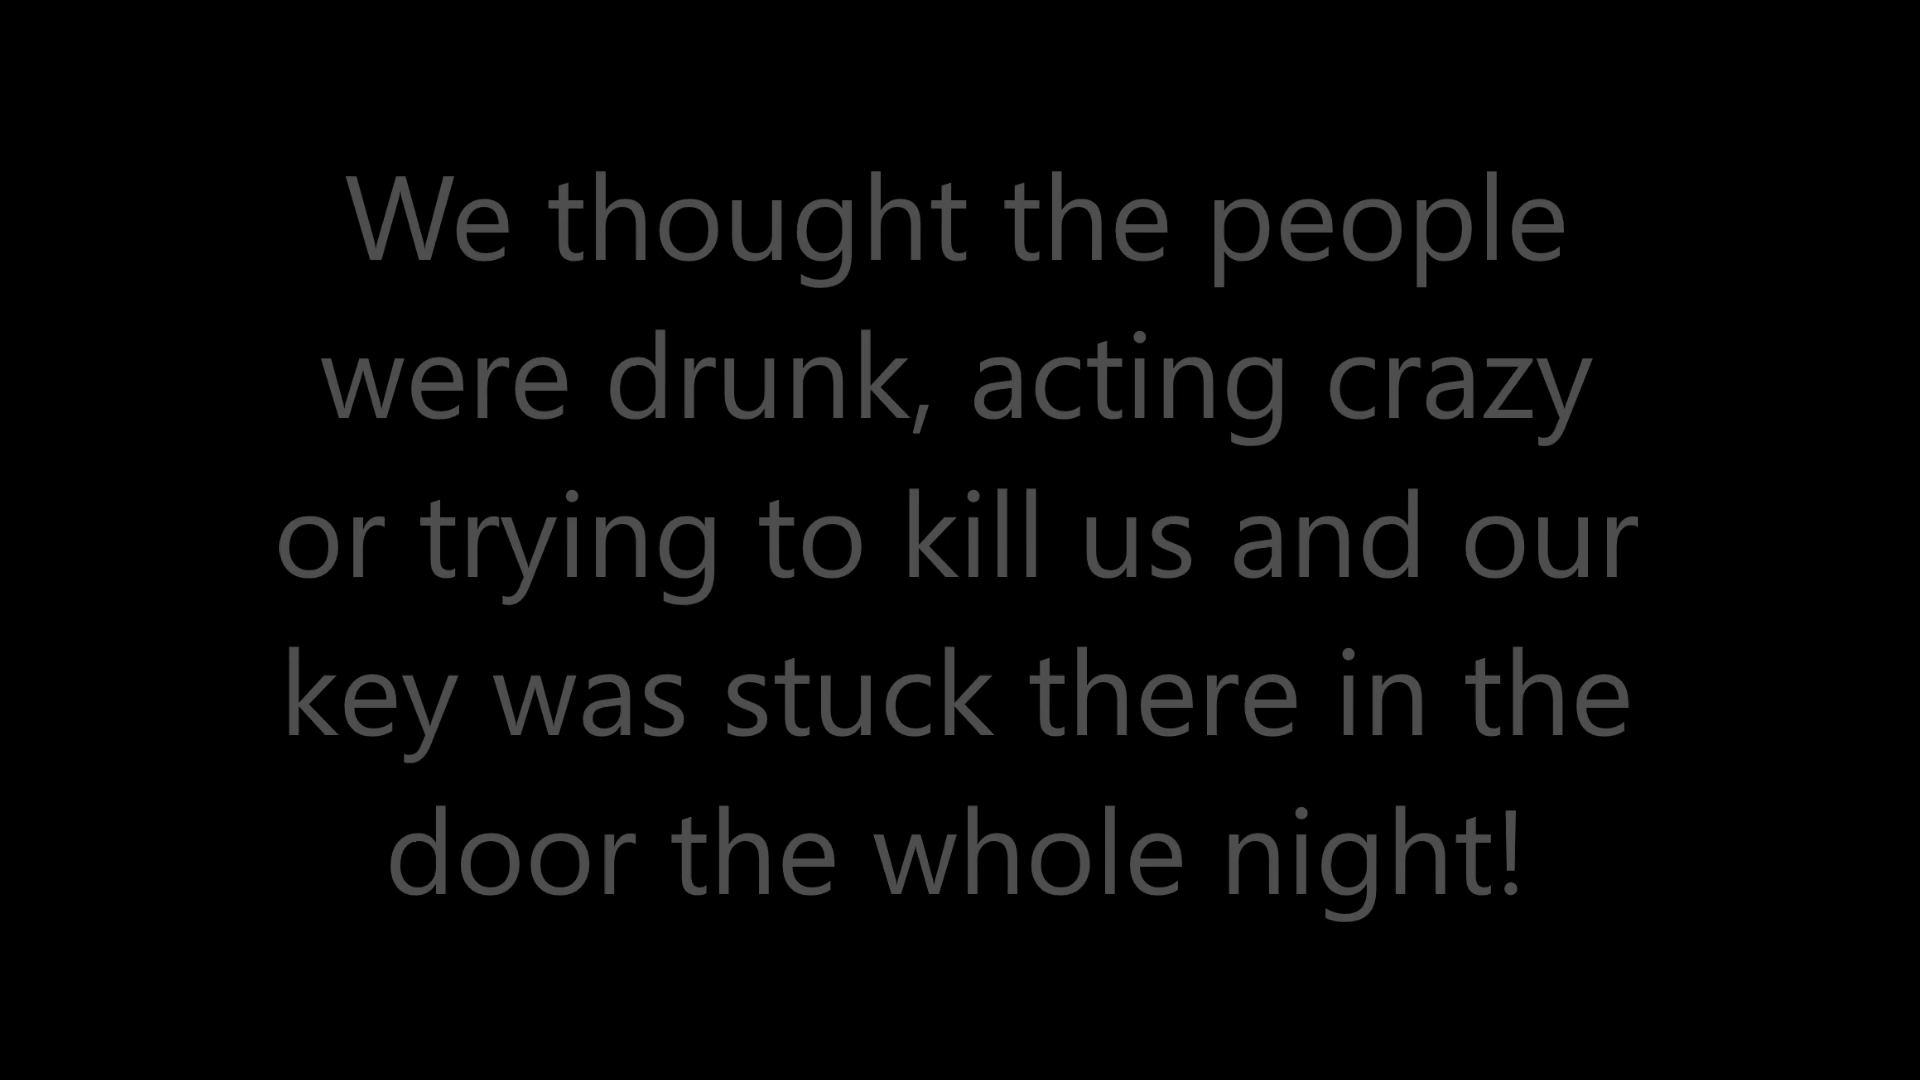 We thought the people
were drunk, acting crazy
or trying to kill us and our
key was stuck there in the
door the whole night!